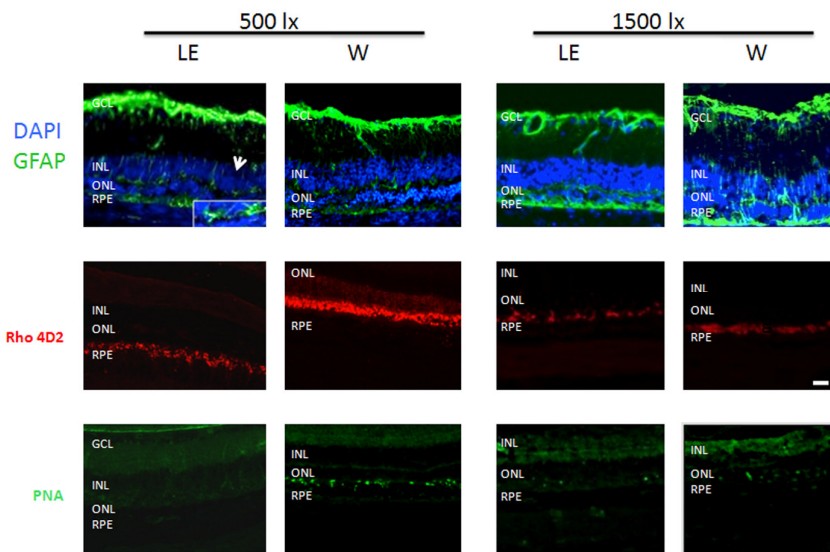 500 lx 1500 lx
LE W LE W
DAPI
GFAP
GCL
INL
ONL
RPE
GCL
INL
ONL
RPE
GCL
INL
ONL
RPE
GCL
INL
ONL
RPE
Rho 4D2
INL
ONL
RPE
ONL
RPE
INL
ONL
RPE
INL
ONL
RPE
PNA
GCL
INL
ONL
RPE
INL
ONL
RPE
INL
ONL
RPE
INL
ONL
RPE